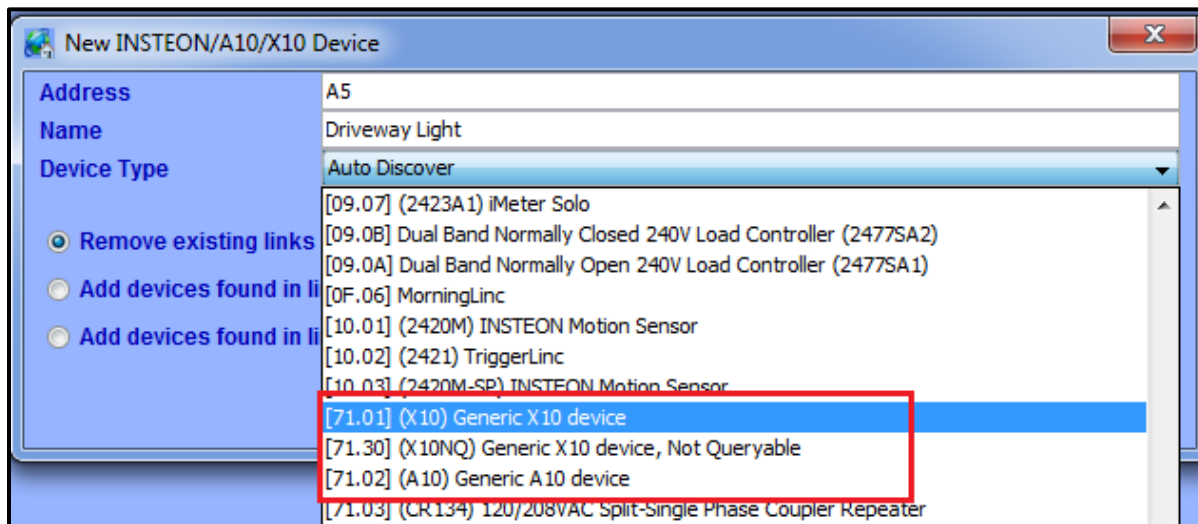 New INSTEON/A10/X10 Device
Address
A5
Name
Driveway Light
Device Type
Auto Discover
[09.07] (2423A1) iMeter Solo
Remove existing links
[09.0B] Dual Band Normally Closed 240V Load Controller (2477SA2)
[09.0A] Dual Band Normally Open 240V Load Controller (2477SA1)
Add devices found in li
[0F.06] MorningLinc
[10.01] (2420M) INSTEON Motion Sensor
Add devices found in li
[10.02] (2421) TriggerLinc
[10.03] (2420M-SP) INSTEON Motion Sensor
[71.01] (X10) Generic X10 device
[71.30] (X10NQ) Generic X10 device, Not Queryable
[71.02] (A10) Generic A10 device
[71.03] (CR134) 120/208VAC Split-Single Phase Coupler Repeater